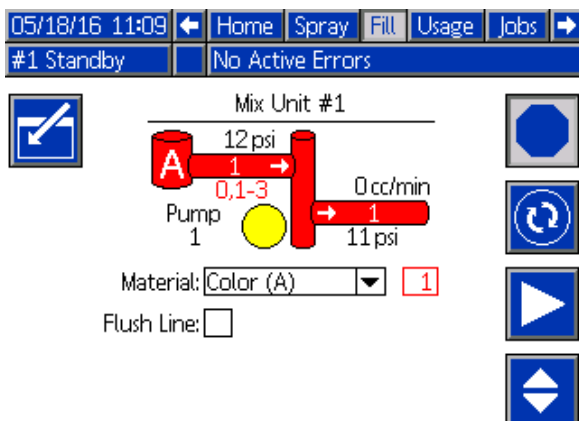 05/18/16 11:09 Home Spray Fill Usage Jobs
#1 Standby No Active Errors
Mix Unit #1
12 psi
A 1
0,1-3
0 cc/min
Pump
1
1
11 psi
Material: Color (A) 1
Flush Line: